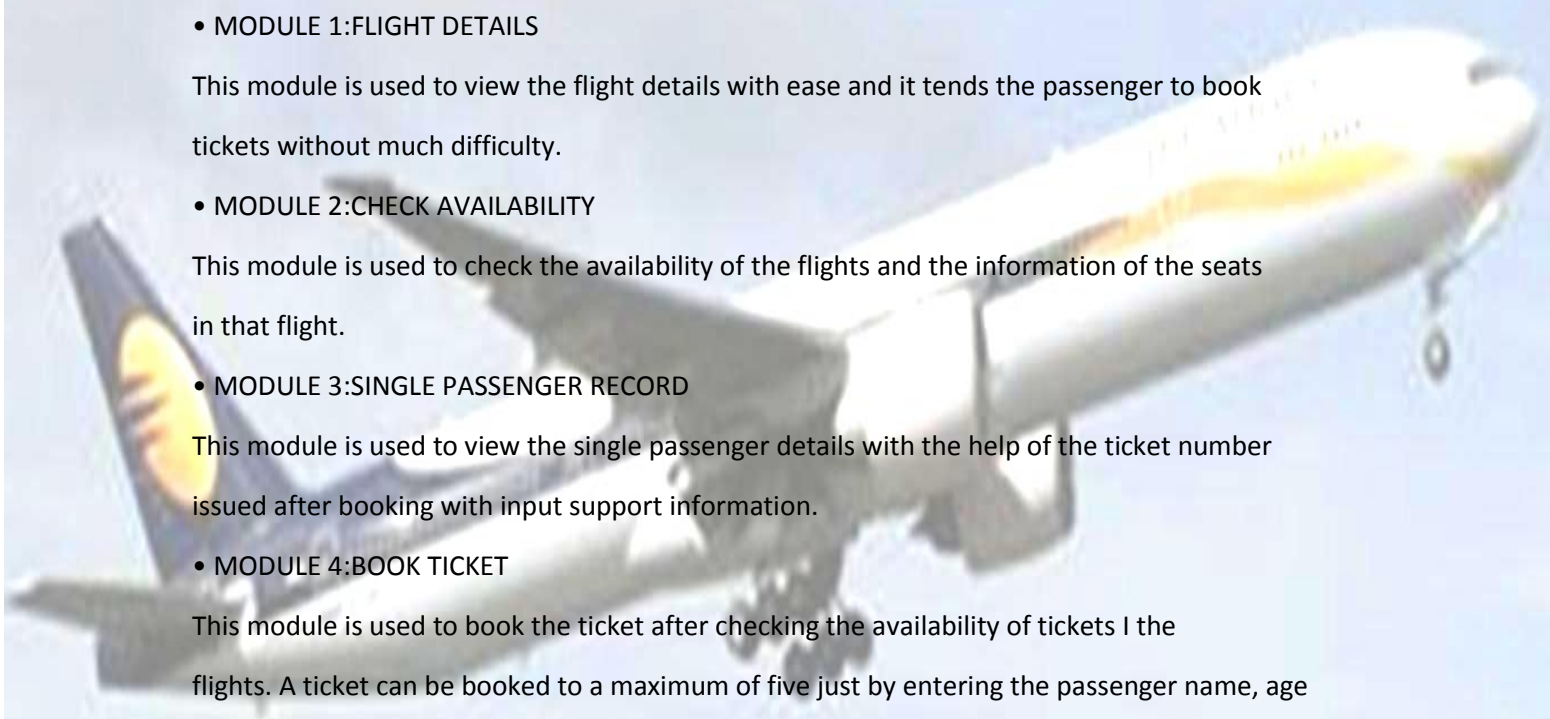 • MODULE 1:FLIGHT DETAILS
This module is used to view the flight details with ease and it tends the passenger to book
tickets without much difficulty.
• MODULE 2:CHECK AVAILABILITY
This module is used to check the availability of the flights and the information of the seats
in that flight.
• MODULE 3:SINGLE PASSENGER RECORD
This module is used to view the single passenger details with the help of the ticket number
issued after booking with input support information.
• MODULE 4:BOOK TICKET
This module is used to book the ticket after checking the availability of tickets I the
flights. A ticket can be booked to a maximum of five just by entering the passenger name, age